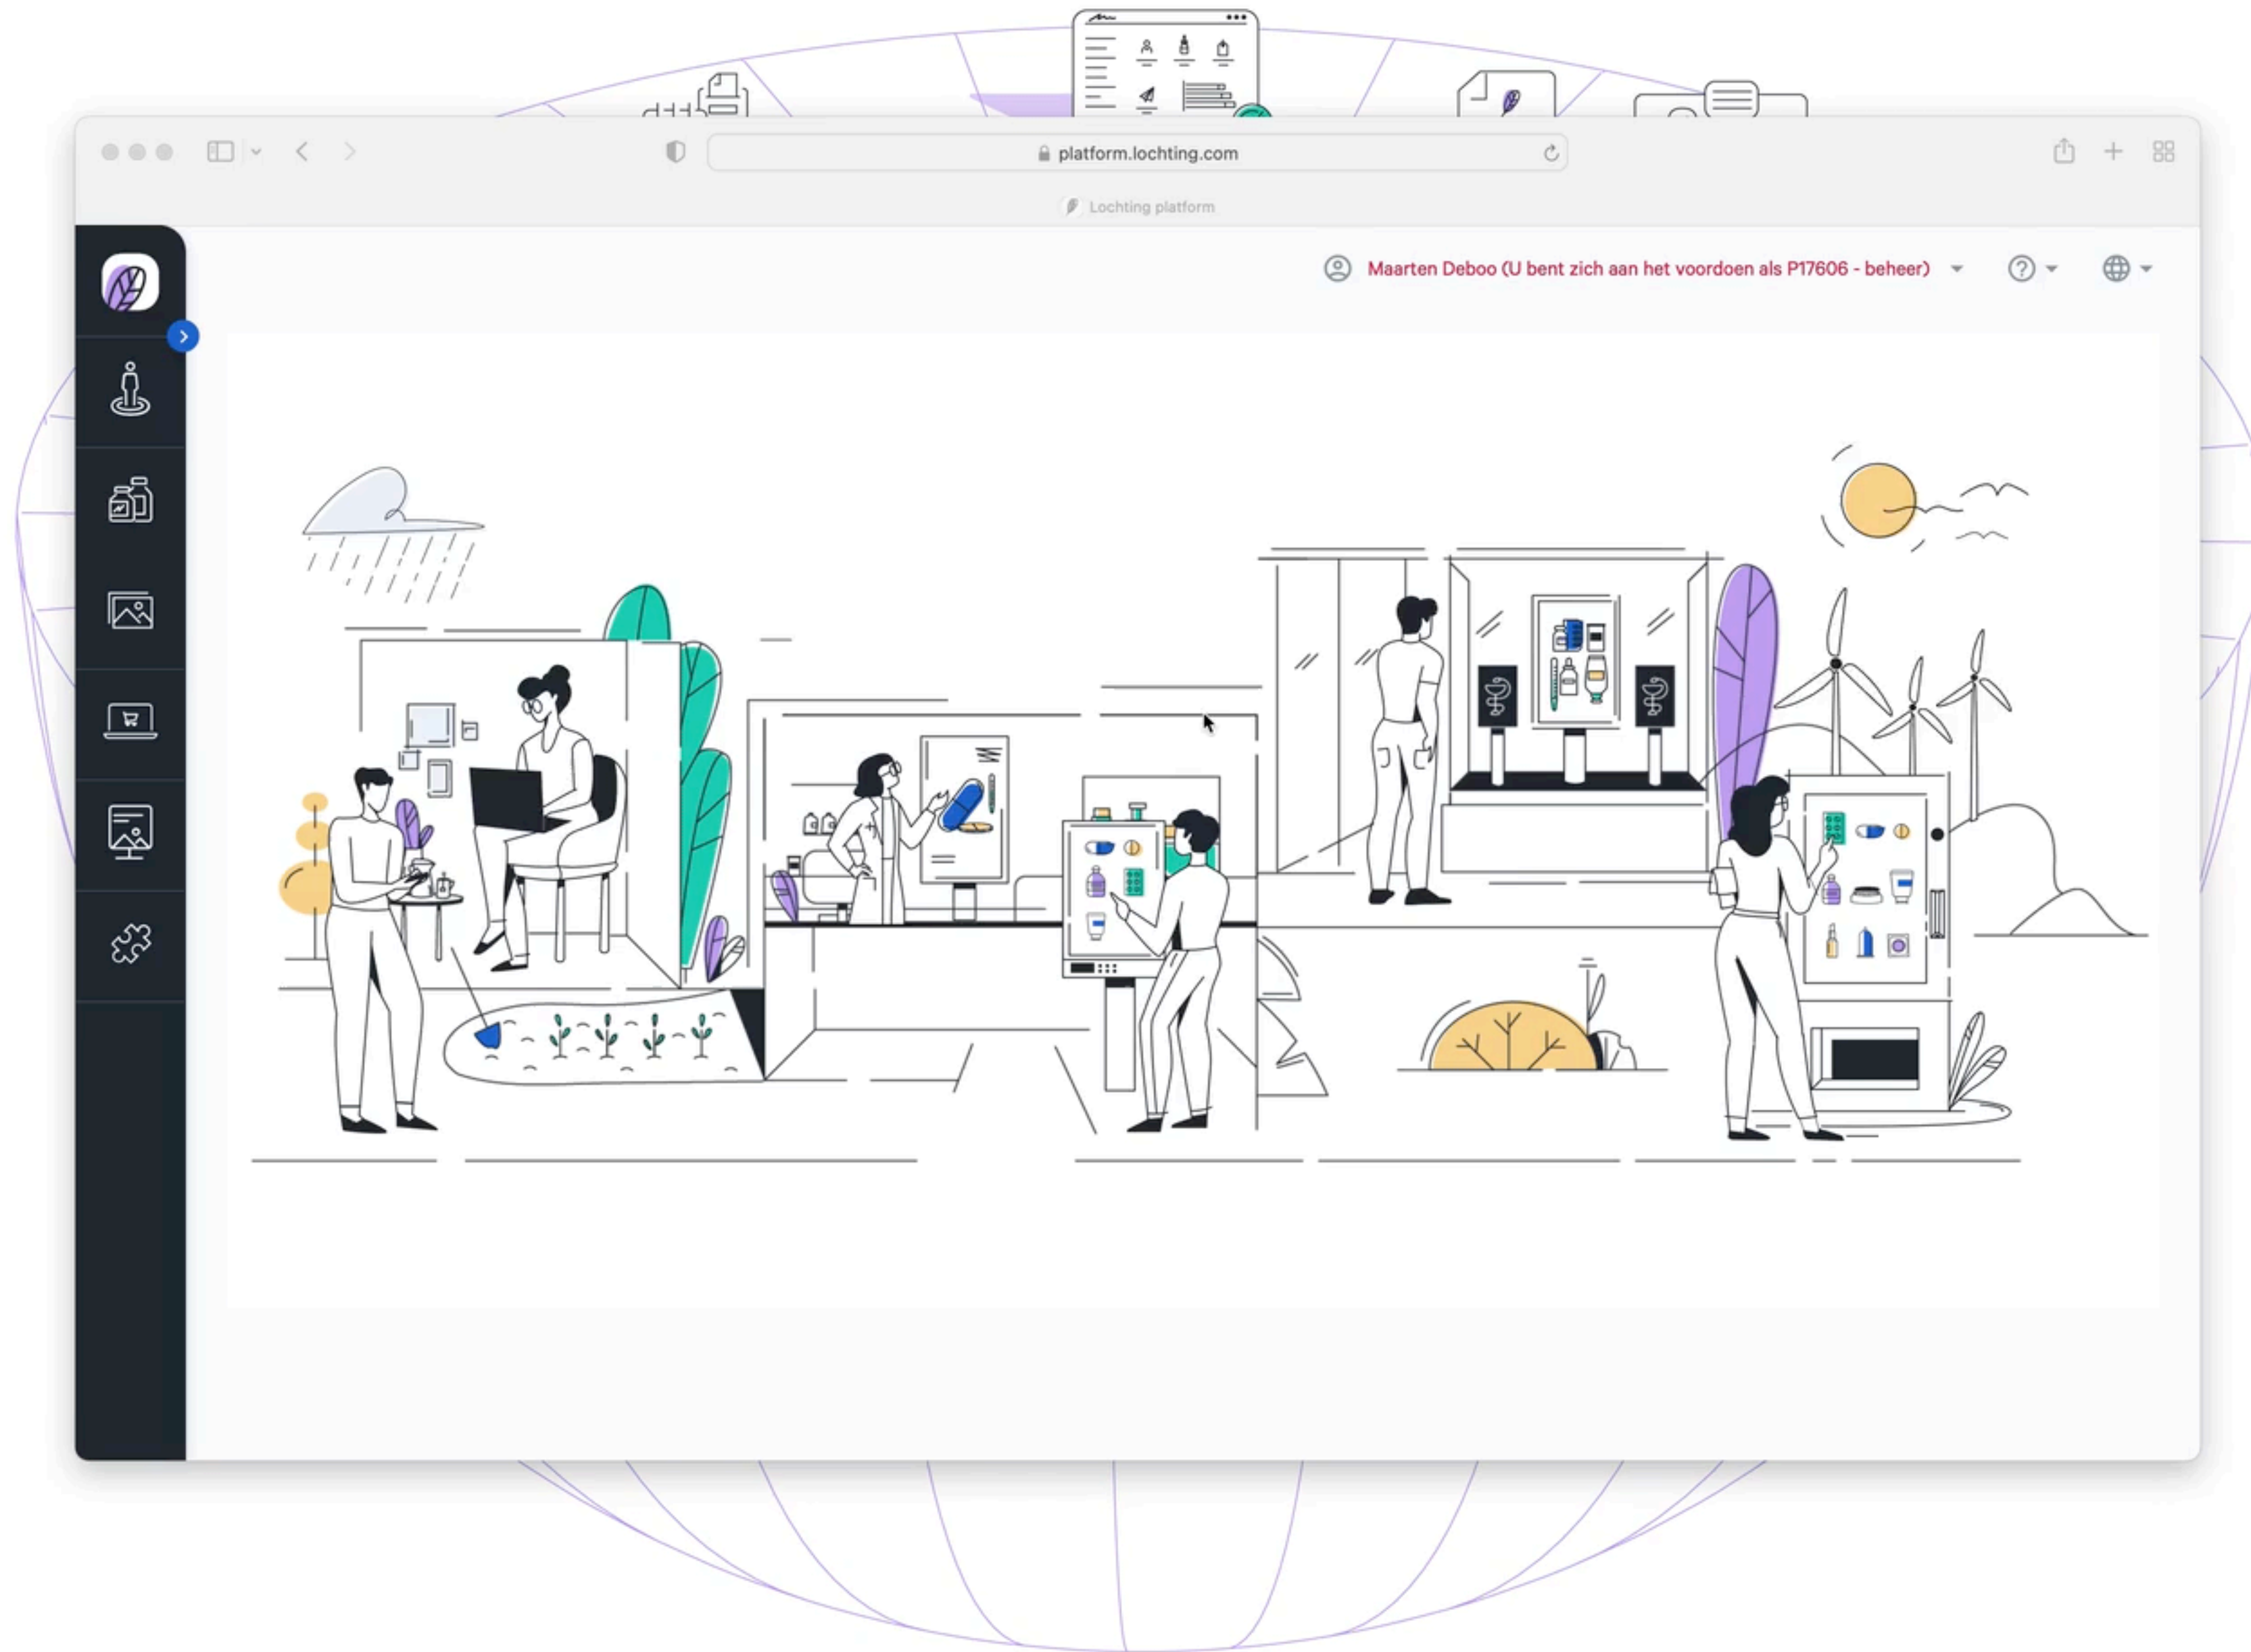 platform.lochting.com
Lochting platform
Maarten Deboo (U bent zich aan het voordoen als P17606 - beheer)